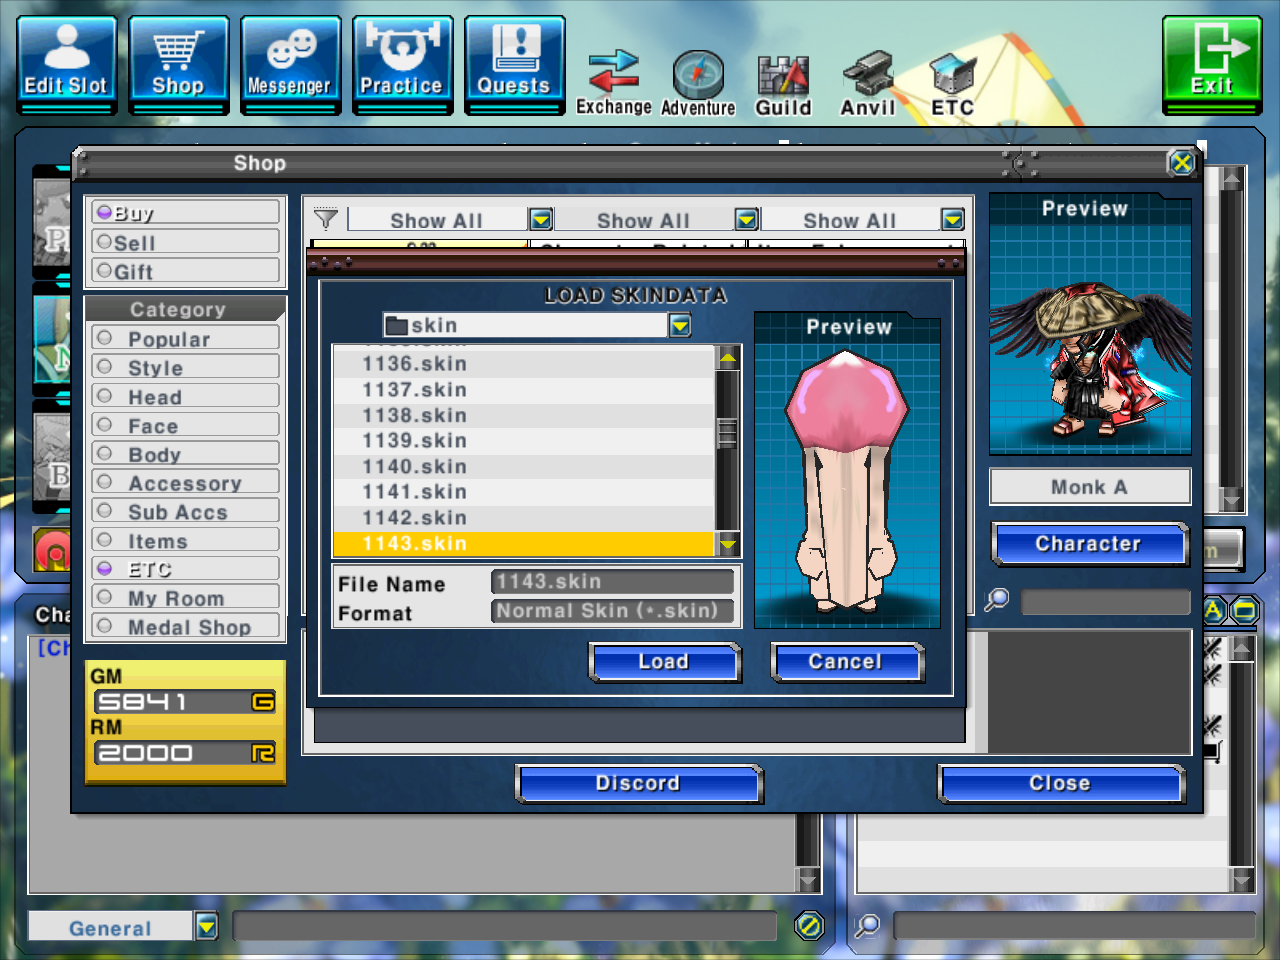 Edit Slot
Shop
Messenger
Practice
Quests
Exchange
Adventure
Guild
Anvil
ETC
Exit
Shop
Buy
Sell
Gift
Category
Popular
Style
Head
Face
Body
Accessory
Sub Accs
Items
ETC
My Room
Medal Shop
GM
5841 G
RM
2000 R
Show All
Show All
Show All
LOAD SKINDATA
skin
1136.skin
1137.skin
1138.skin
1139.skin
1140.skin
1141.skin
1142.skin
1143.skin
File Name
1143.skin
Format
Normal Skin (*.skin)
Preview
Load
Cancel
Preview
Monk A
Character
Discord
Close
Cha
[Ch
General